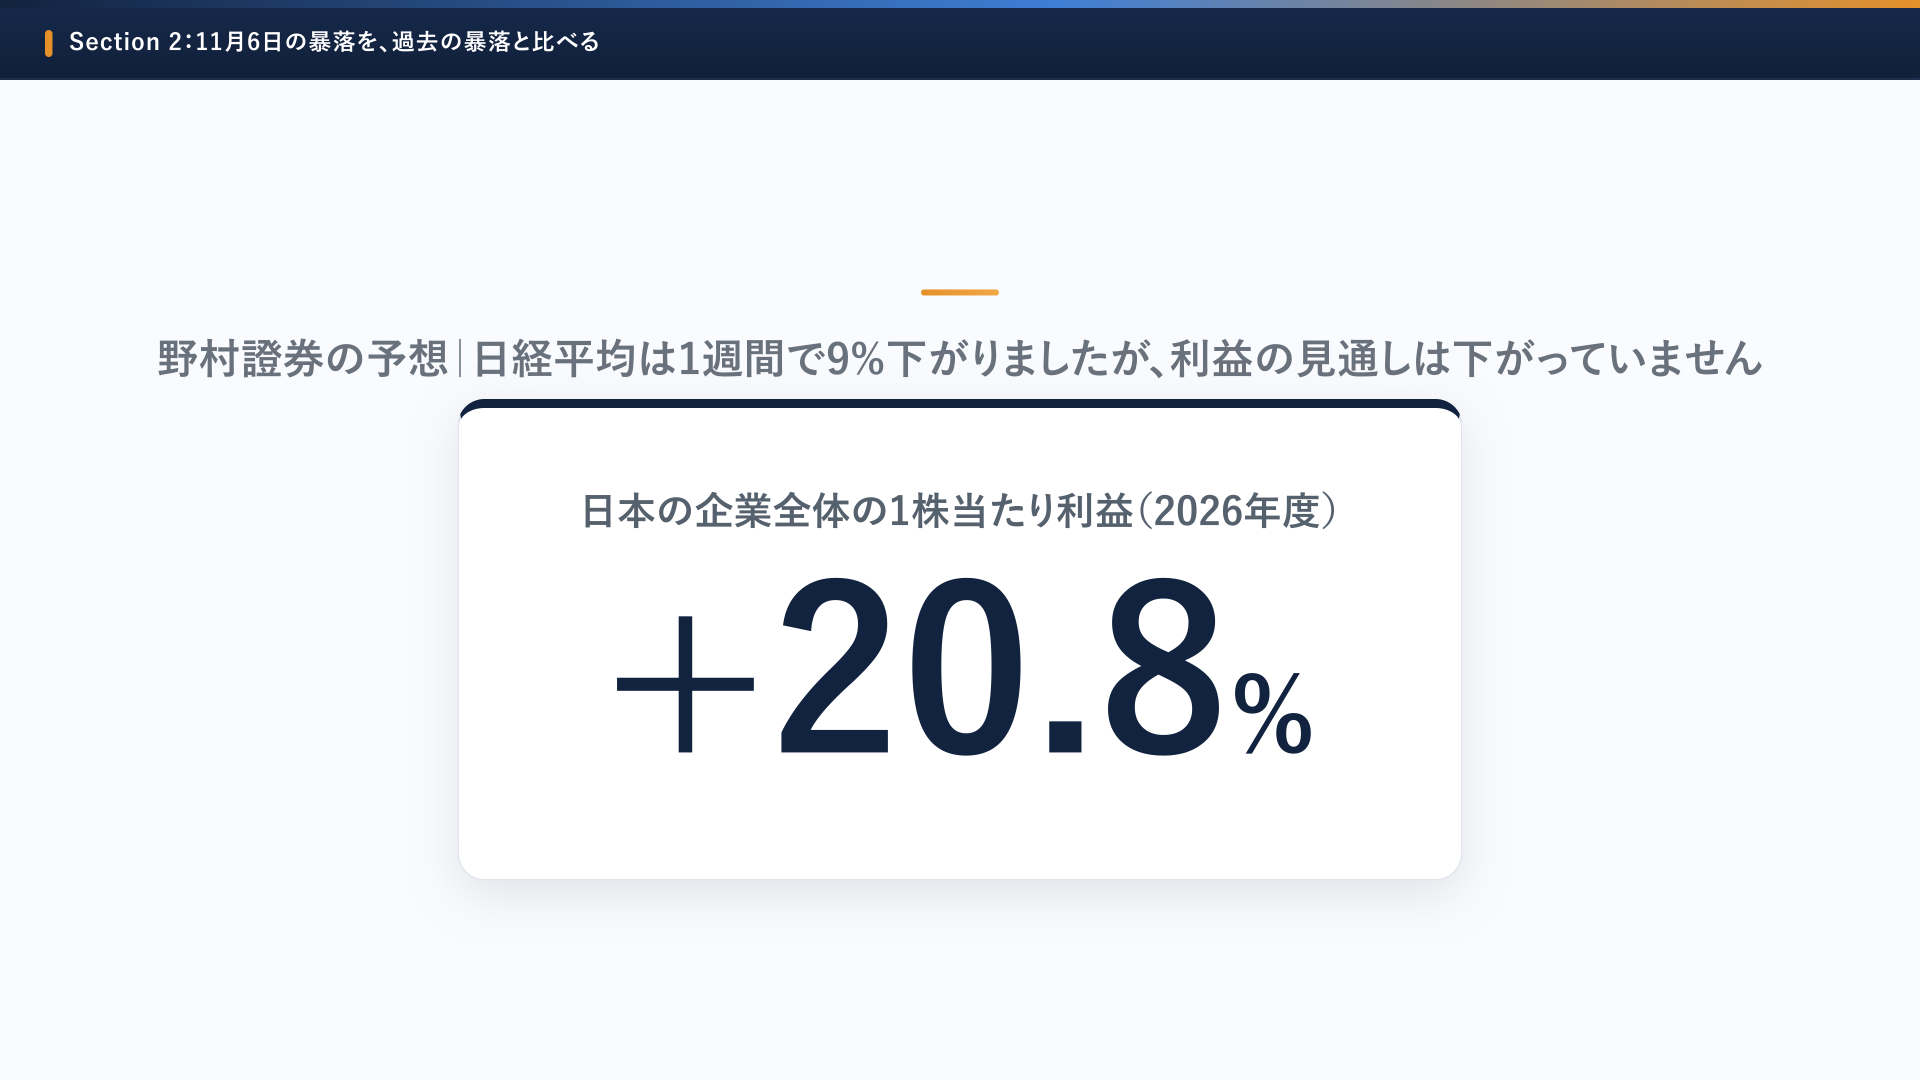 Section 2：11月6日の暴落を、過去の暴落と比べる
野村證券の予想｜日経平均は1週間で9%下がりましたが、利益の見通しは下がっていません
日本の企業全体の1株当たり利益（2026年度）
＋20.8%